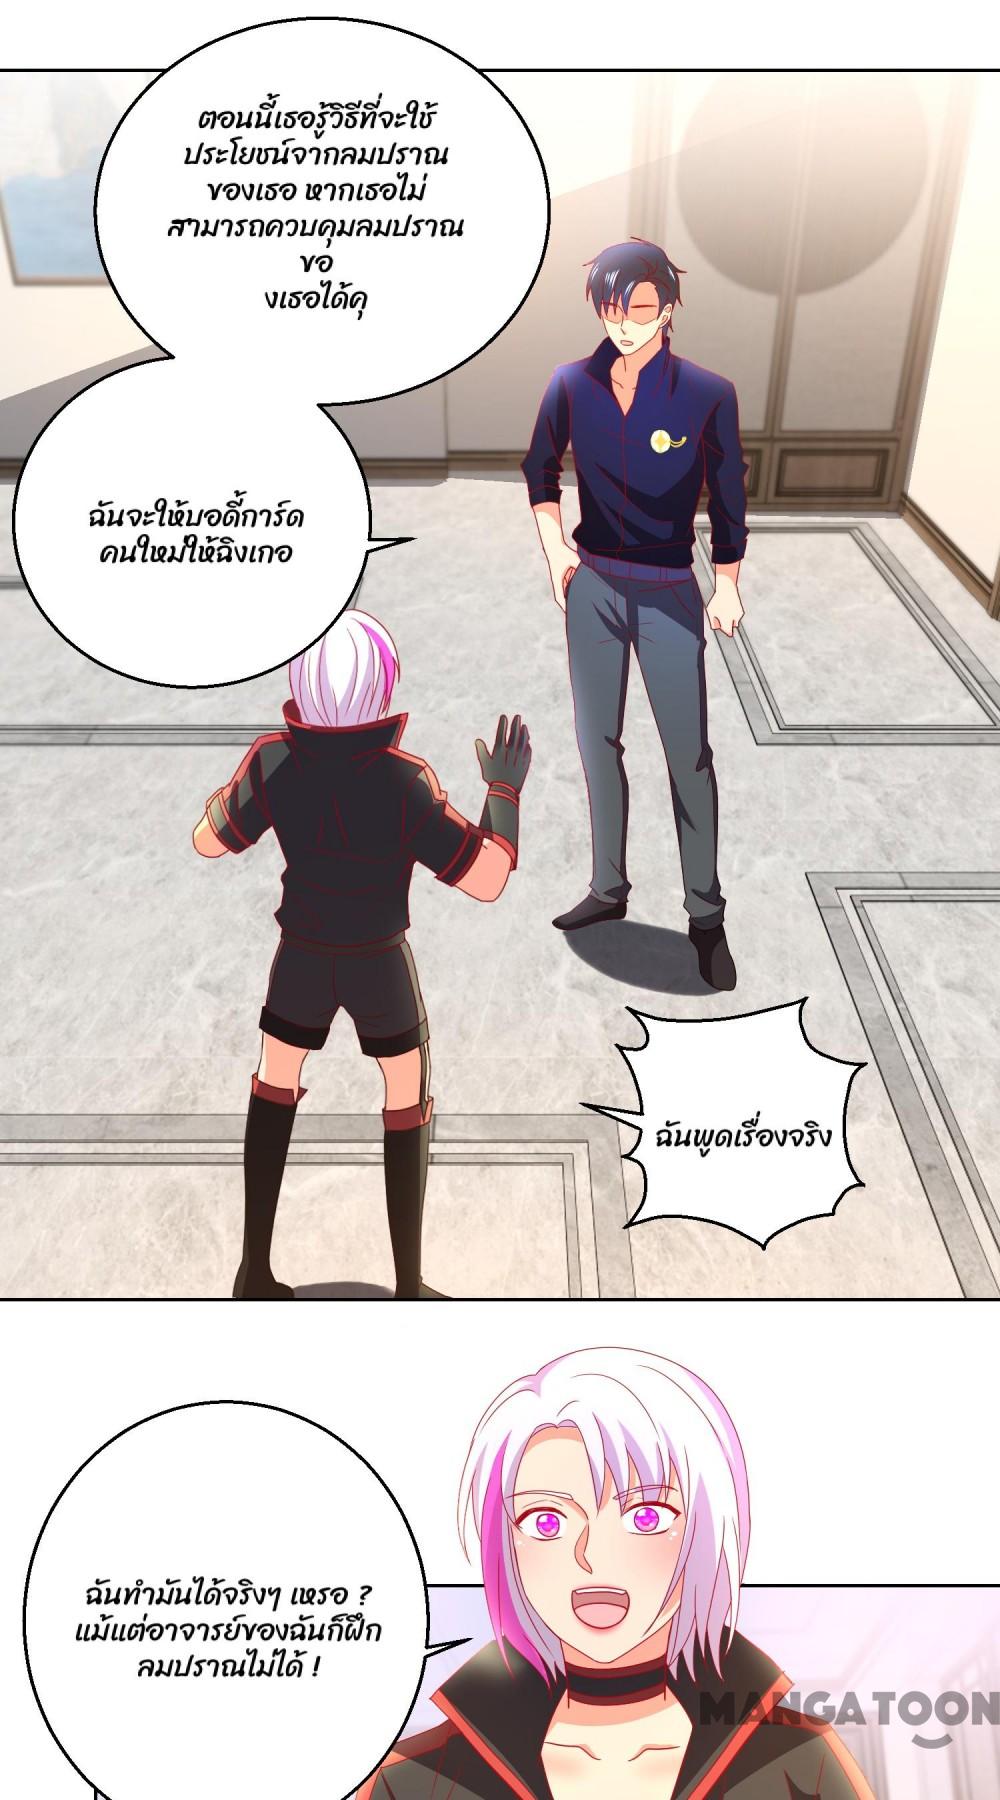 ตอนนี้เธอรู้วิธีที่จะใช้
ประโยชน์จากลมปราณ
ของเธอ หากเธอไม่
สามารถควบคุมลมปราณ
ขอ
งเธอได้คุ
ฉันจะให้บอดี้การ์ด
คนใหม่ให้ฉิงเกอ
ฉันพูดเรื่องจริง
ฉันทำมันได้จริงๆ เหรอ ?
แม้แต่อาจารย์ของฉันก็ฝึก
ลมปราณไม่ได้ !
MANGATOON